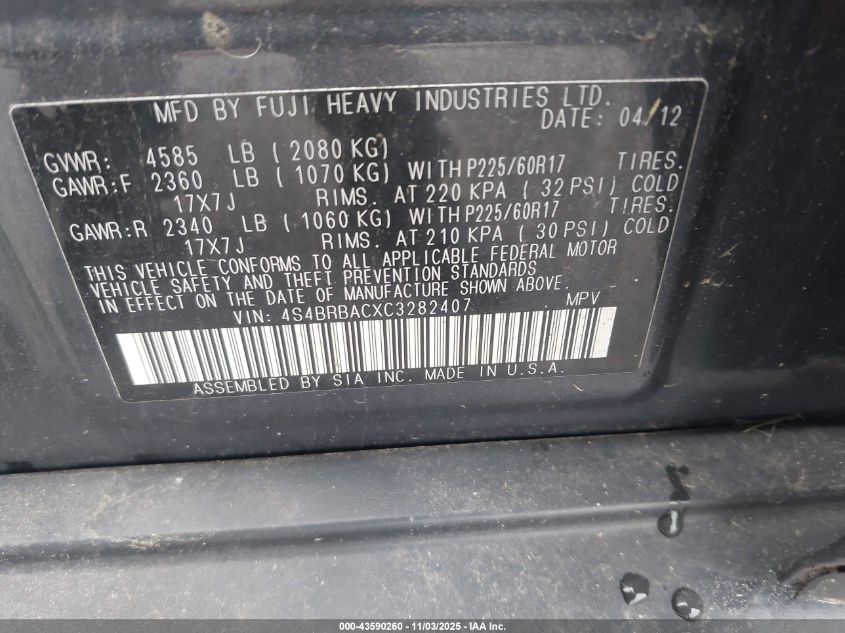 MFD BY FUJI HEAVY INDUSTRIES LTD.
DATE: 04/12
GVWR: 4585 LB ( 2080 KG)
GAWR:F 2360 LB ( 1070 KG) WITH P225/60R17 TIRES.
17X7J RIMS. AT 220 KPA ( 32 PSI) COLD
GAWR:R 2340 LB ( 1060 KG) WITH P225/60R17 TIRES.
17X7J RIMS. AT 210 KPA ( 30 PSI) COLD
THIS VEHICLE CONFORMS TO ALL APPLICABLE FEDERAL MOTOR
VEHICLE SAFETY AND THEFT PREVENTION STANDARDS
IN EFFECT ON THE DATE OF MANUFACTURE SHOWN ABOVE.
VIN: 4S4BRBACXC3282407 MPV
ASSEMBLED BY SIA INC. MADE IN U.S.A.
000-43590260 - 11/03/2025 - IAA Inc.